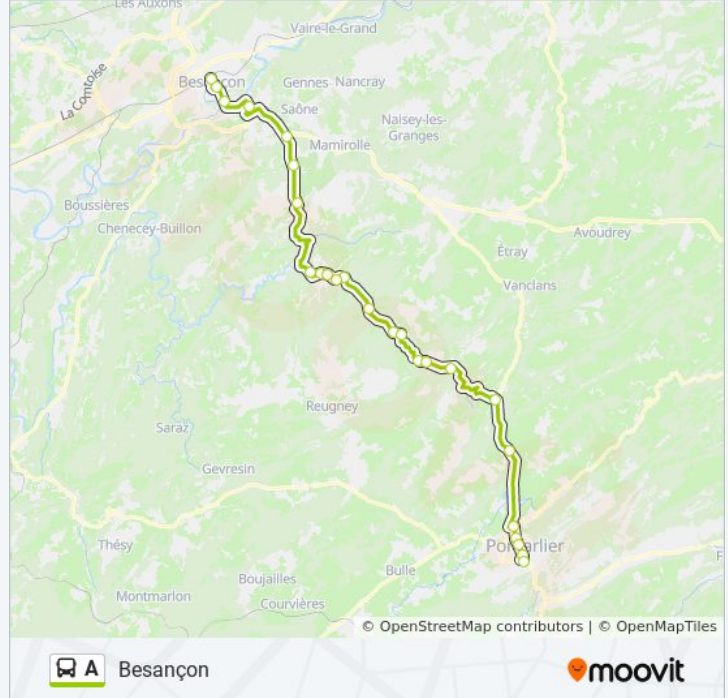 Les Auxons
Vaire-le-Grand
Besançon
Gennes Nancray
La Comtoise
Saône
Naisey-les-
Granges
Mamirolle
Boussières
Chenecey-Buillon
Avoudrey
Étray
Vanclans
Reugney
Saraz
Gevresin
Thésy
Pontarlier
Bulle
Boujailles
Montmarlon
Courvières
© OpenStreetMap contributors | © OpenMapTiles
A Besançon
moovit